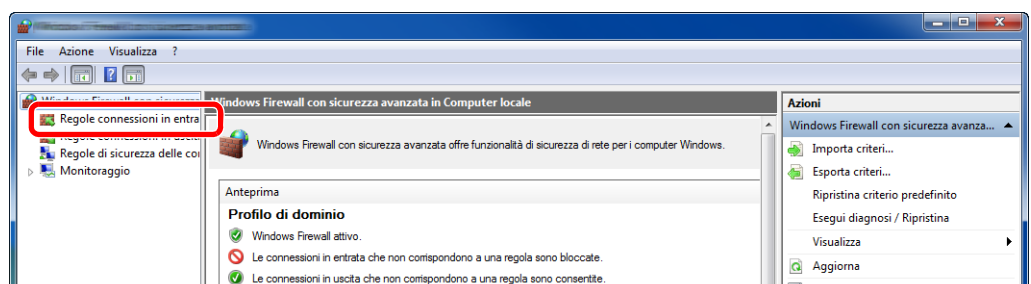 File Azione Visualizza ?
Windows Firewall con sicurezza avanzata in Computer locale
Azioni
Regole connessioni in entra
Regole di sicurezza delle cor
Monitoraggio
Windows Firewall con sicurezza avanzata offre funzionalità di sicurezza di rete per i computer Windows.
Anteprima
Profilo di dominio
Windows Firewall attivo.
Le connessioni in entrata che non corrispondono a una regola sono bloccate.
Le connessioni in uscita che non corrispondono a una regola sono consentite.
Windows Firewall con sicurezza avanza...
Importa criteri...
Esporta criteri...
Ripristina criterio predefinito
Esegui diagnosi / Ripristina
Visualizza
Aggiorna